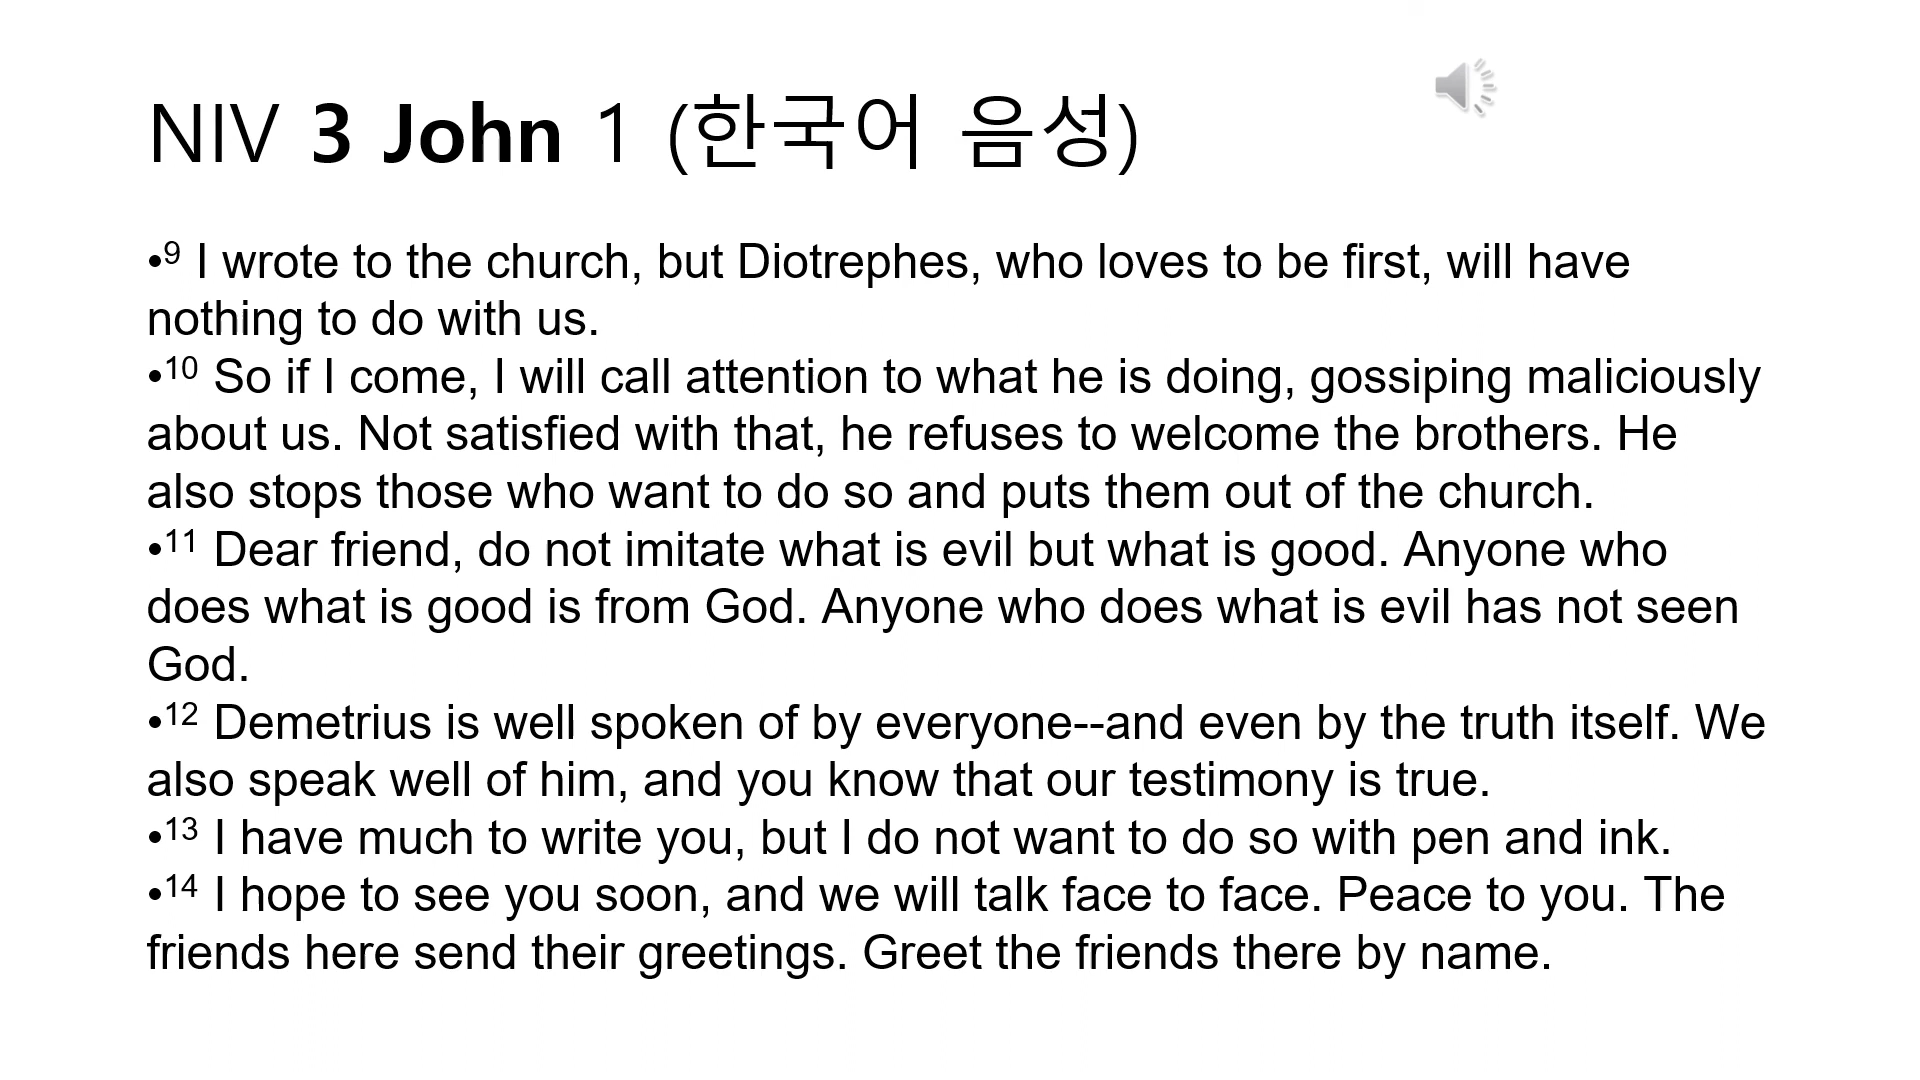 NIV 3 John 1 (한국어 음성)
•9 I wrote to the church, but Diotrephes, who loves to be first, will have
nothing to do with us.
•10 So if I come, I will call attention to what he is doing, gossiping maliciously
about us. Not satisfied with that, he refuses to welcome the brothers. He
also stops those who want to do so and puts them out of the church.
•11 Dear friend, do not imitate what is evil but what is good. Anyone who
does what is good is from God. Anyone who does what is evil has not seen
God.
•12 Demetrius is well spoken of by everyone--and even by the truth itself. We
also speak well of him, and you know that our testimony is true.
•13 I have much to write you, but I do not want to do so with pen and ink.
•14 I hope to see you soon, and we will talk face to face. Peace to you. The
friends here send their greetings. Greet the friends there by name.